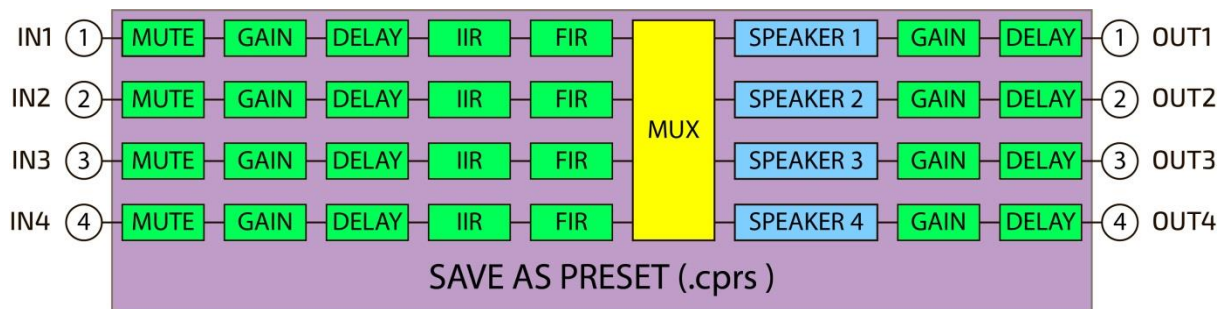 IN1 1 MUTE GAIN DELAY IIR FIR SPEAKER 1 GAIN DELAY 1 OUT1
IN2 2 MUTE GAIN DELAY IIR FIR SPEAKER 2 GAIN DELAY 2 OUT2
MUX
IN3 3 MUTE GAIN DELAY IIR FIR SPEAKER 3 GAIN DELAY 3 OUT3
IN4 4 MUTE GAIN DELAY IIR FIR SPEAKER 4 GAIN DELAY 4 OUT4
SAVE AS PRESET (.cprs )